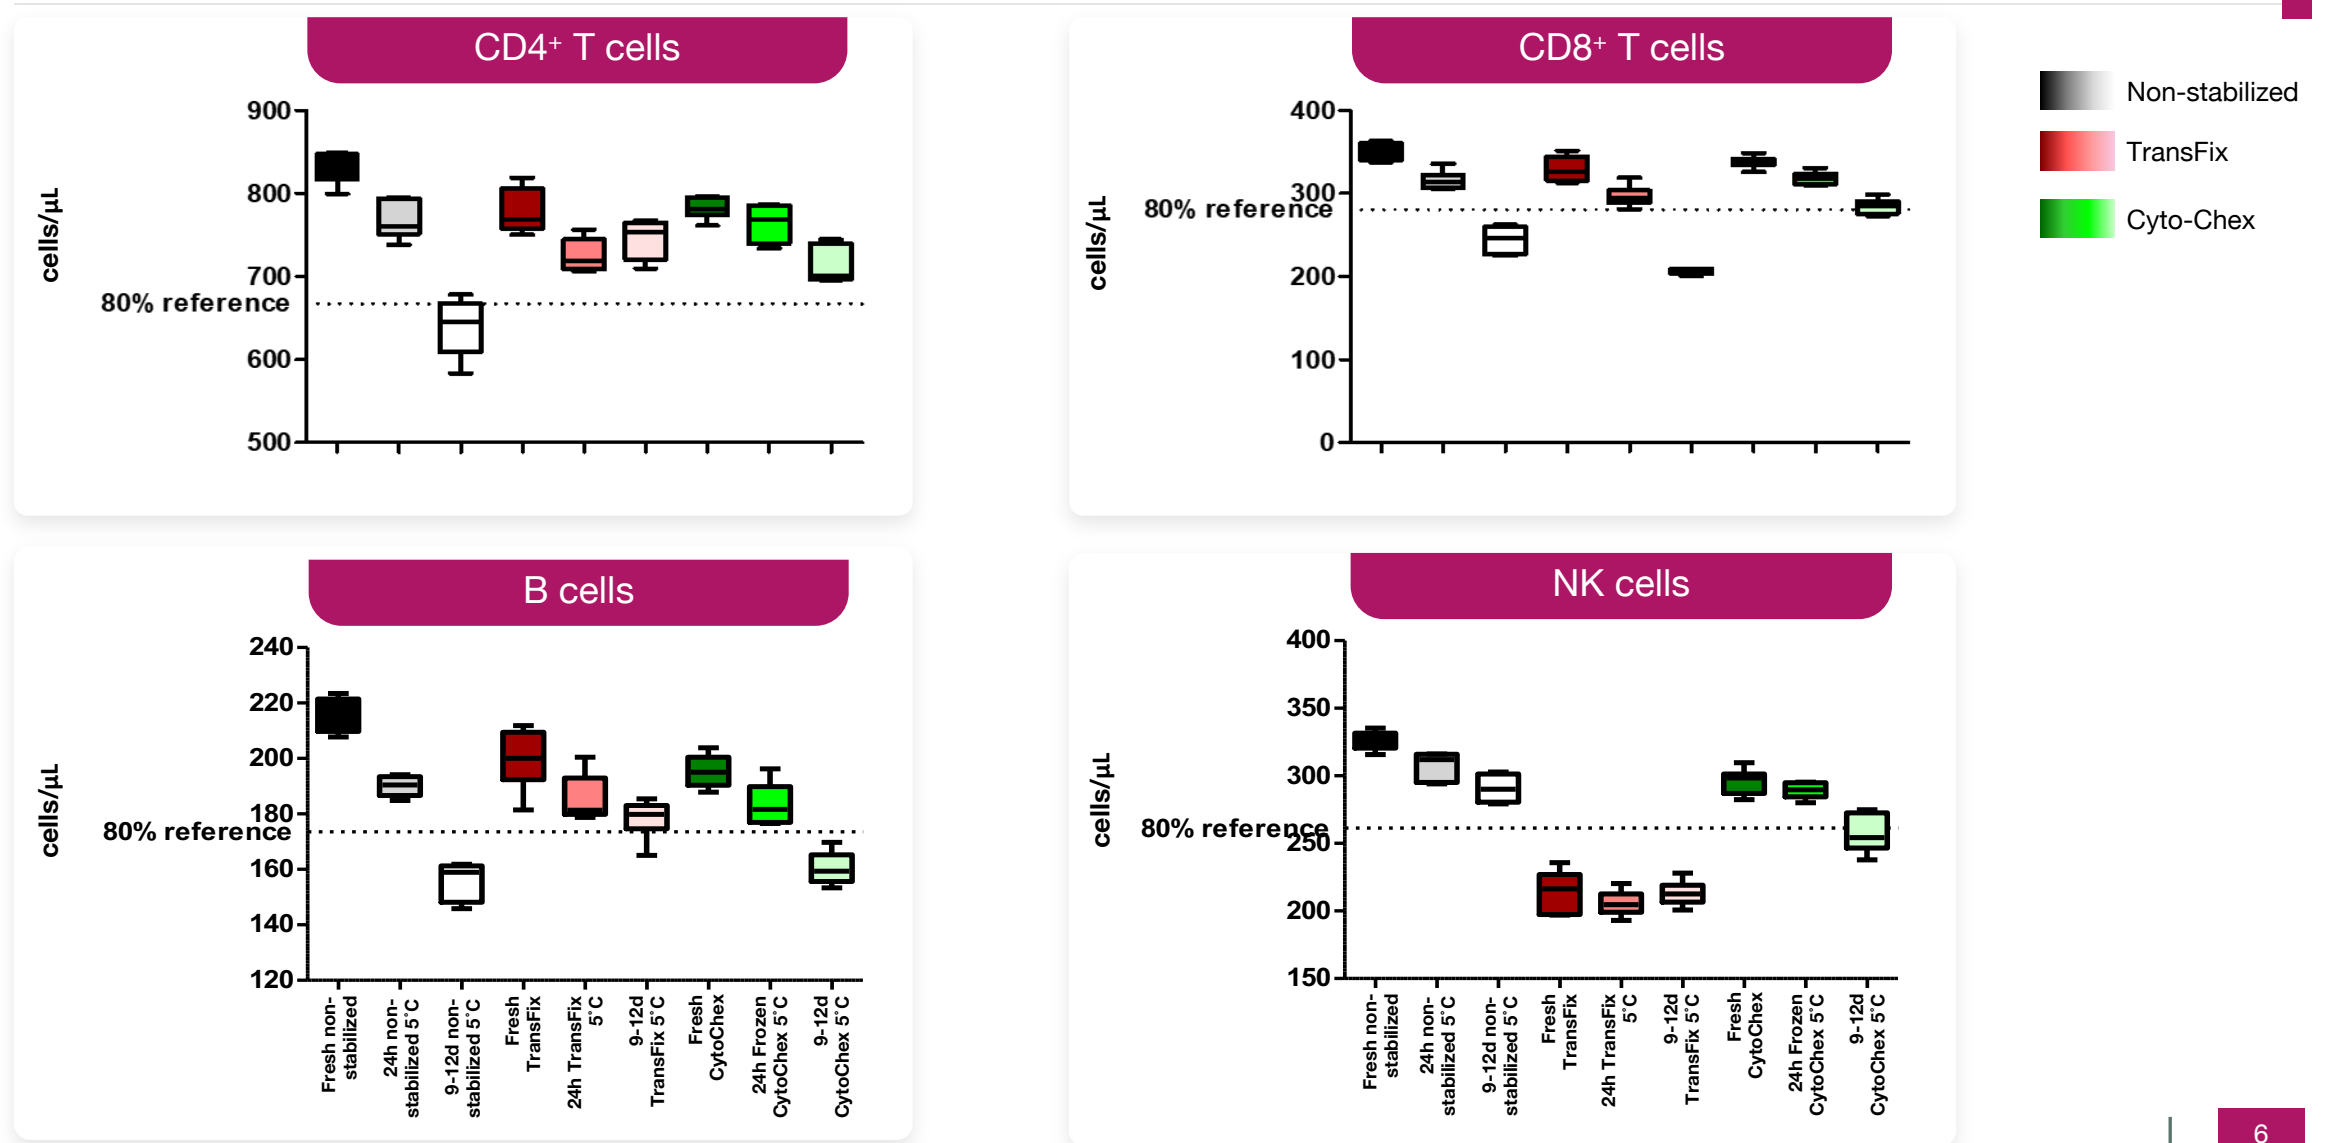 CD4+ T cells
900
800
700
600
500
cells/µL
80% reference
CD8+ T cells
400
300
200
100
0
cells/µL
80% reference
Non-stabilized
TransFix
Cyto-Chex
B cells
240
220
200
180
160
140
120
cells/µL
80% reference
Fresh non-
stabilized
24h non-
stabilized 5°C
9-12d non-
stabilized 5°C
Fresh
TransFix
24h TransFix
5°C
9-12d
TransFix 5°C
Fresh
CytoChex
24h Frozen
CytoChex 5°C
9-12d
CytoChex 5°C
NK cells
400
350
300
250
200
150
cells/µL
80% reference
Fresh non-
stabilized
24h non-
stabilized 5°C
9-12d non-
stabilized 5°C
Fresh
TransFix
24h TransFix
5°C
9-12d
TransFix 5°C
Fresh
CytoChex
24h Frozen
CytoChex 5°C
9-12d
CytoChex 5°C
6